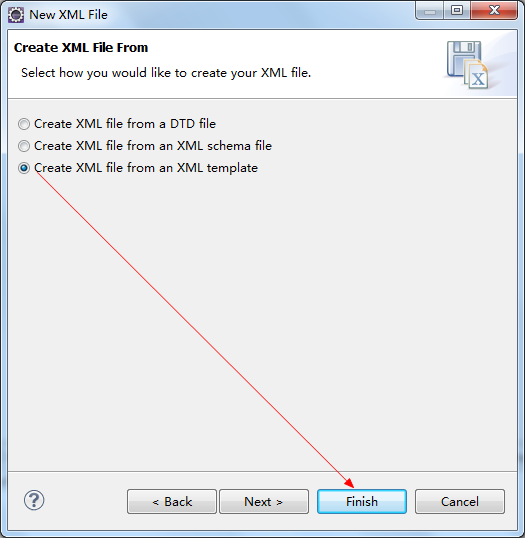 New XML File
Create XML File From
Select how you would like to create your XML file.
X
Create XML file from a DTD file
Create XML file from an XML schema file
Create XML file from an XML template
?
< Back
Next >
Finish
Cancel